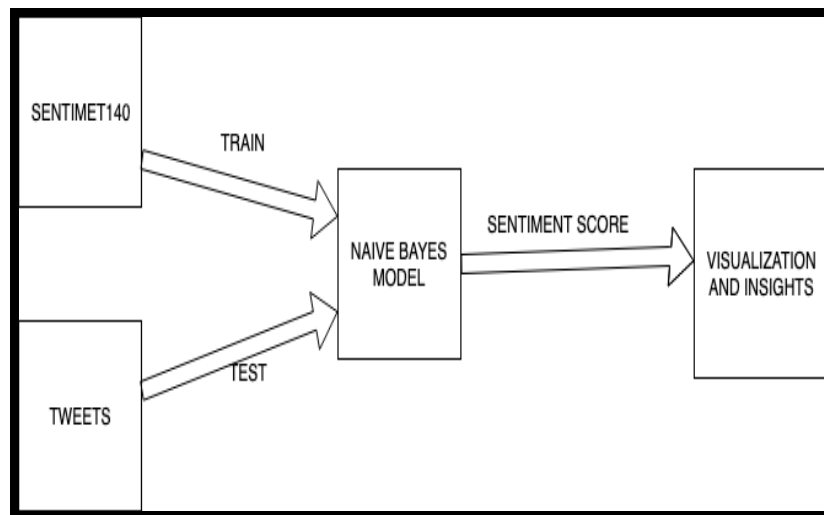 SENTIMET140
TRAIN
NAIVE BAYES
MODEL
SENTIMENT SCORE
VISUALIZATION
AND INSIGHTS
TEST
TWEETS